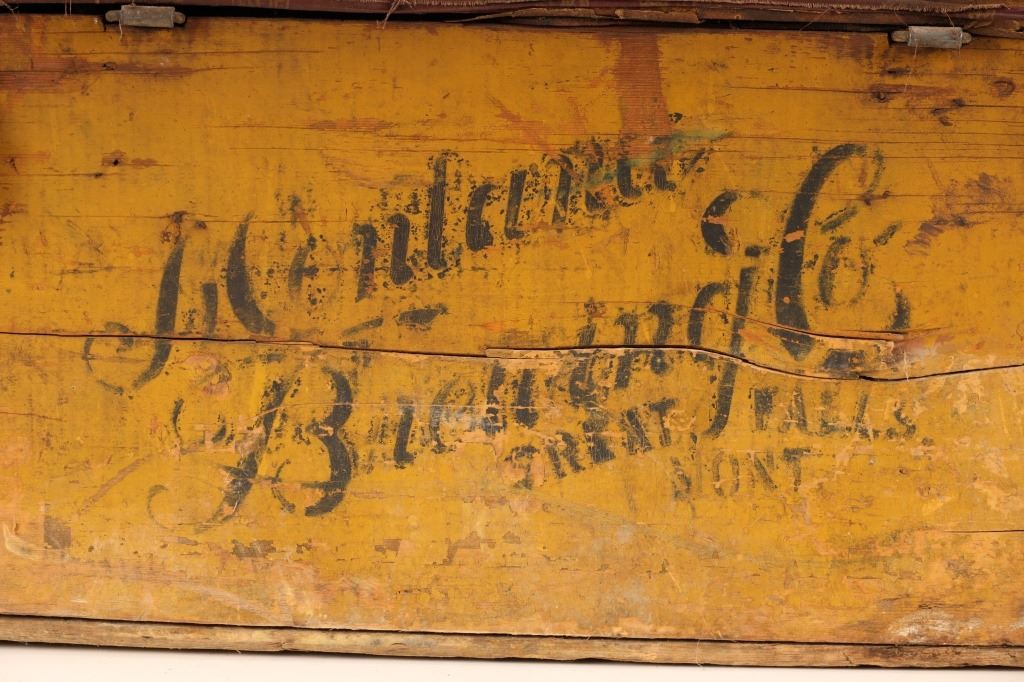 Montana
Brewing Co
GREAT FALLS.
MONT